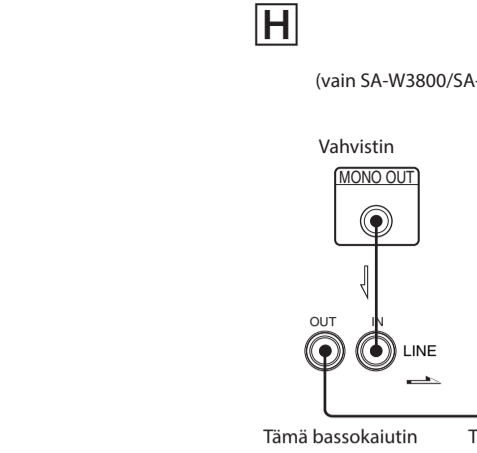 H
(vain SA-W3800/SA-
Vahvistin
MONO OUT
OUT IN
LINE
Tämä bassokaiutin T